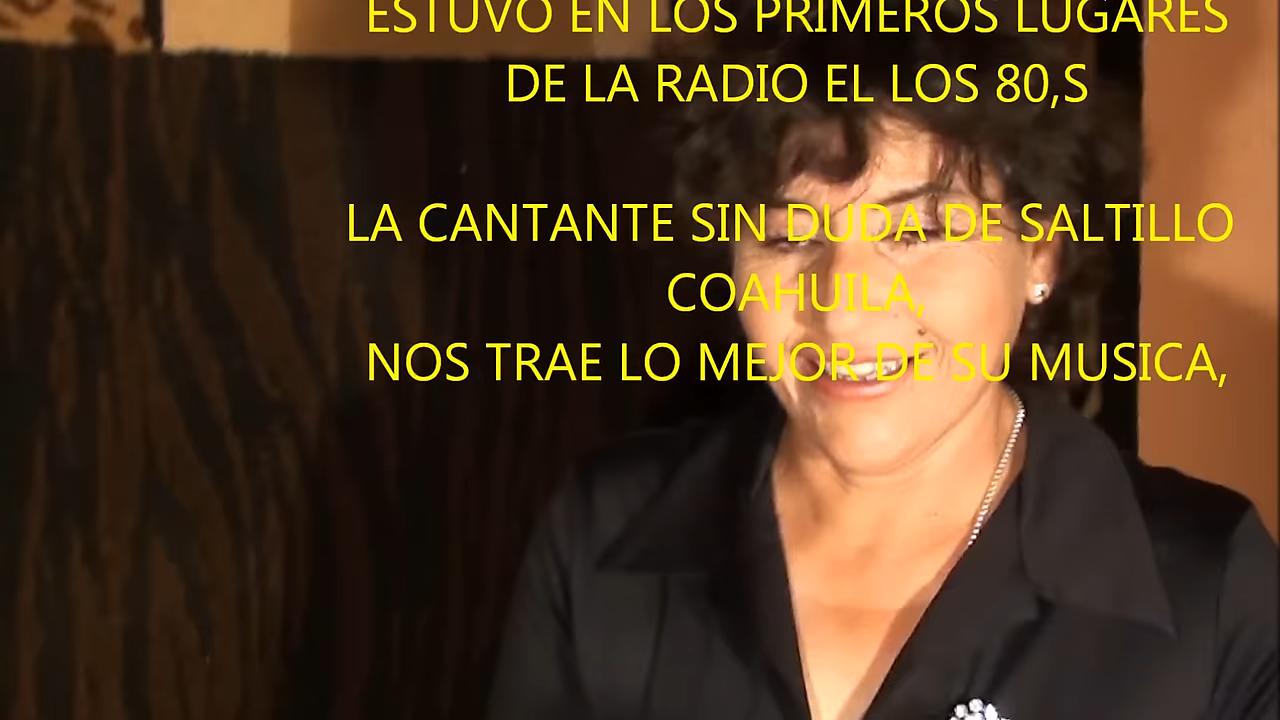 ESTUVO EN LOS PRIMEROS LUGARES
DE LA RADIO EL LOS 80,S
LA CANTANTE SIN DUDA DE SALTILLO
COAHUILA,
NOS TRAE LO MEJOR DE SU MUSICA,